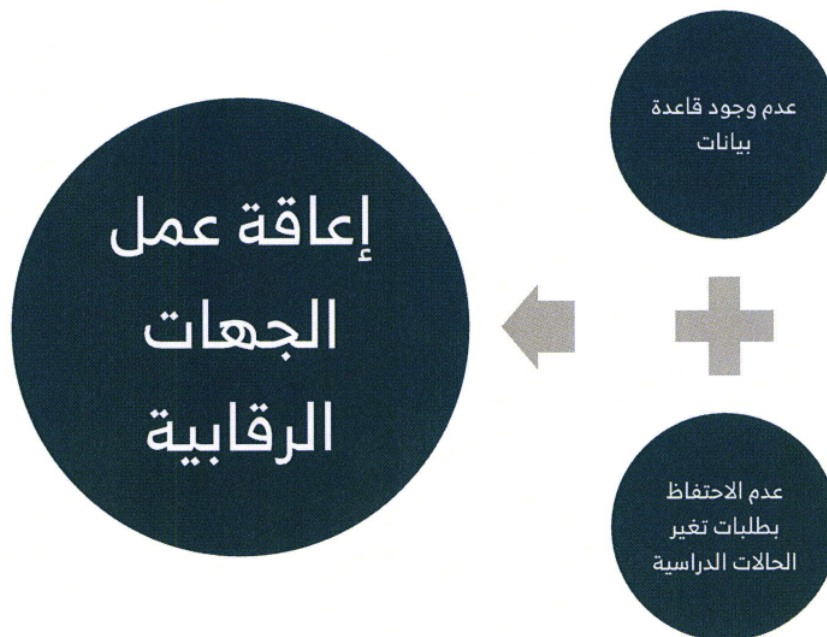 عدم وجود قاعدة
بيانات
عدم الاحتفاظ
بطلبات تغير
الحالات الدراسية
إعاقة عمل
الجهات
الرقابية